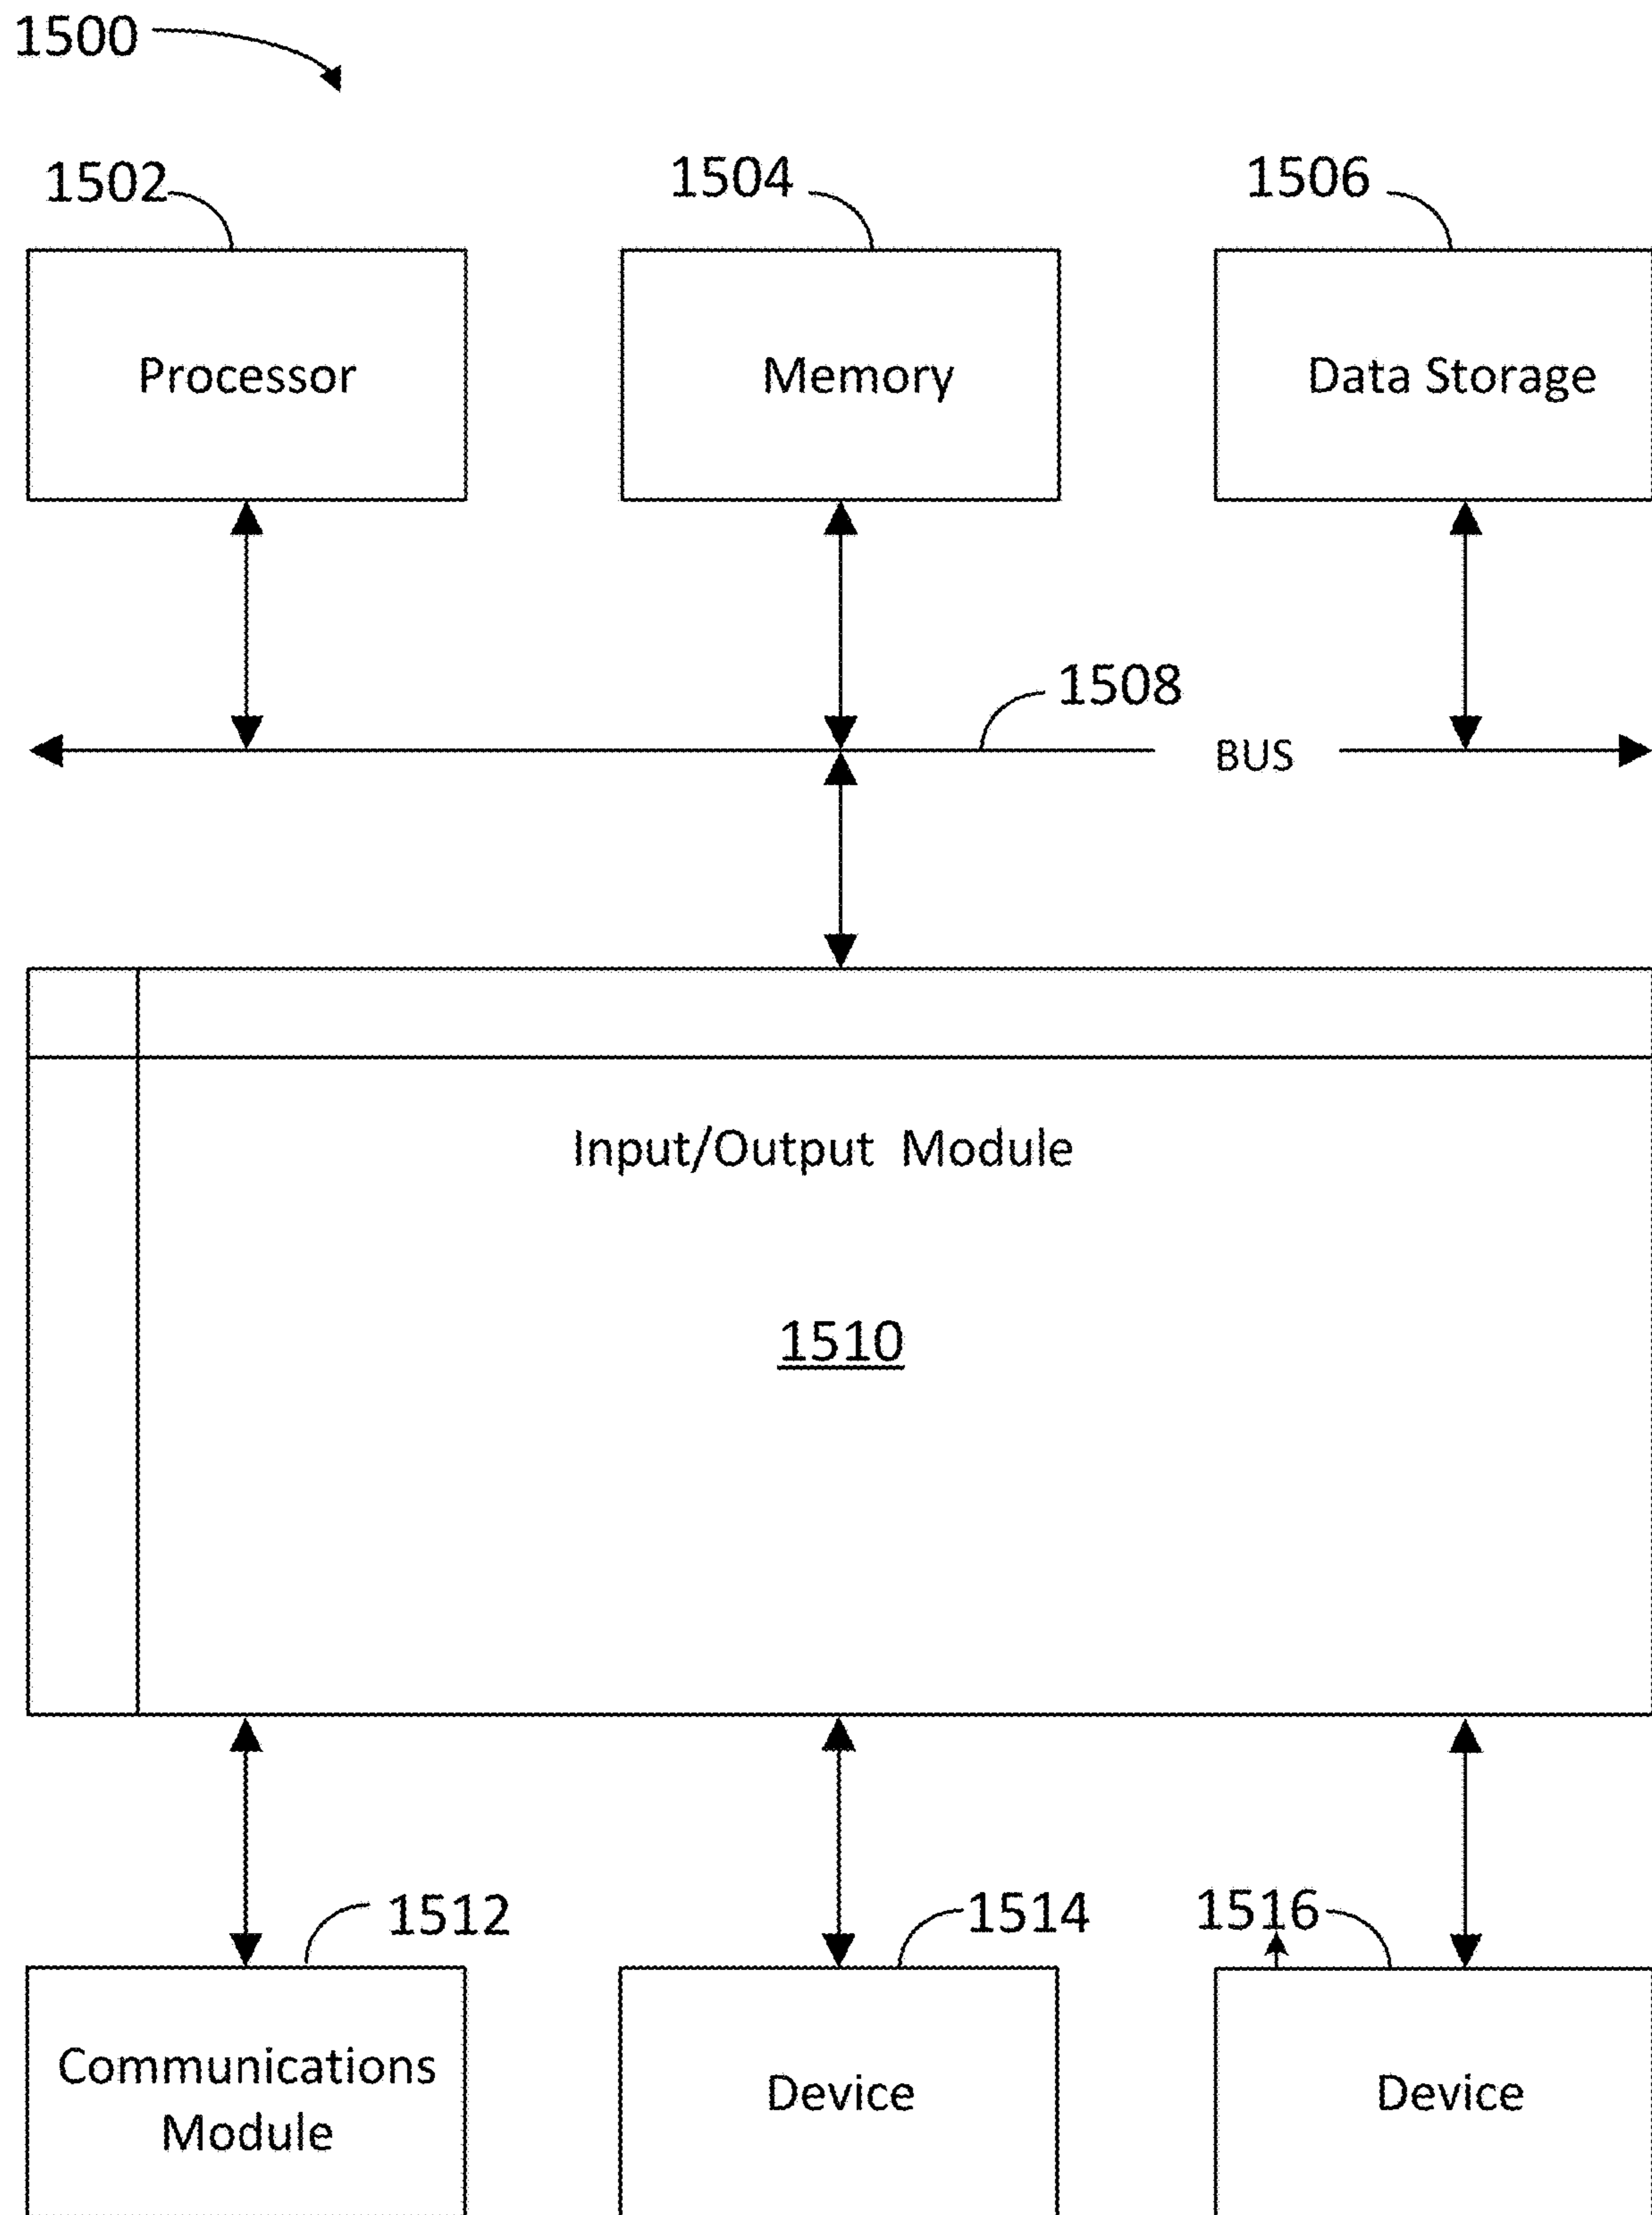 1500
1502
1504
1506
Processor
Memory
Data Storage
1508
BUS
Input/Output Module
1510
1512
1514
1516
Communications
Module
Device
Device